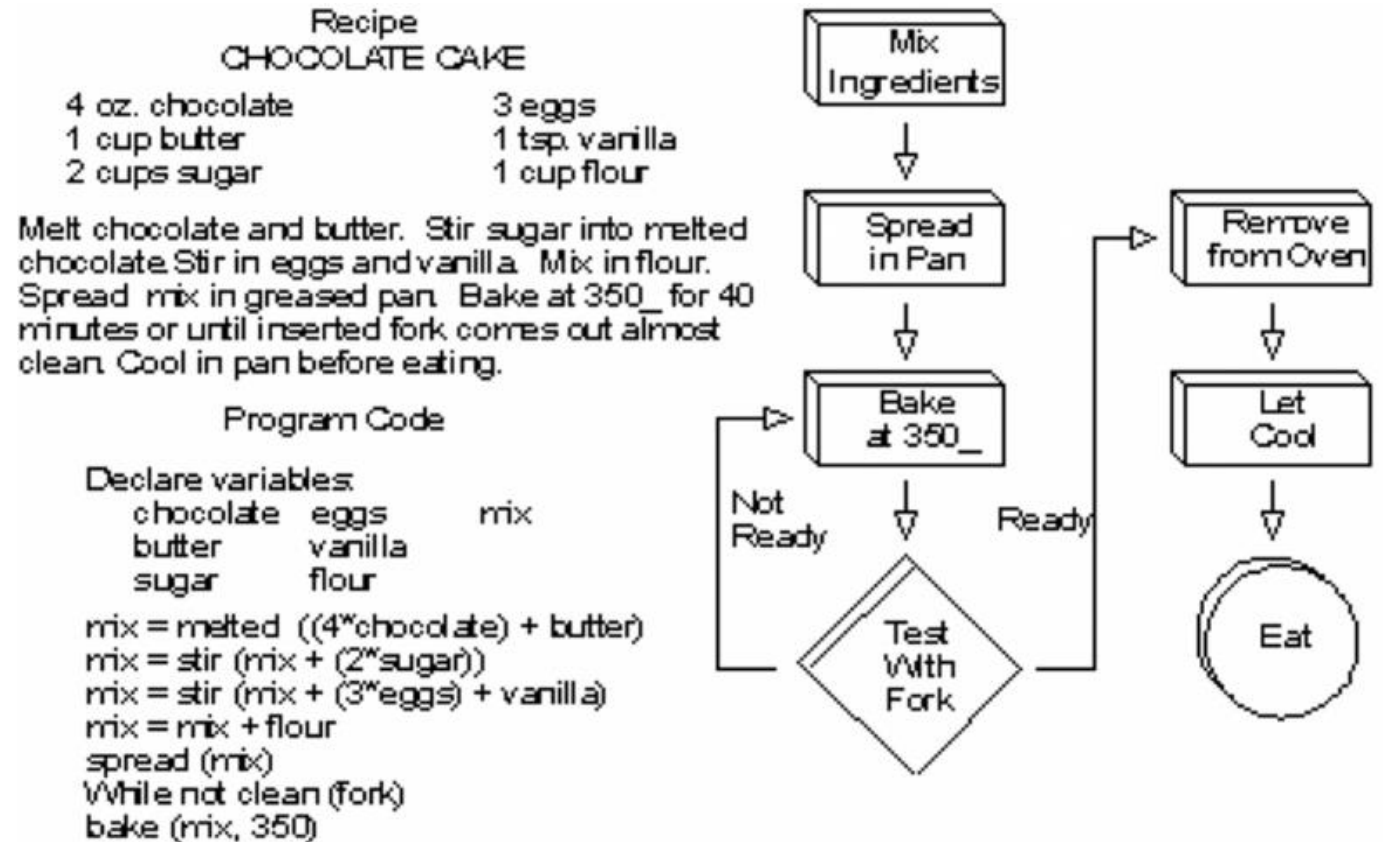 Recipe
CHOCOLATE CAKE
4 oz. chocolate 3 eggs
1 cup butter 1 tsp. vanilla
2 cups sugar 1 cup flour
Melt chocolate and butter. Stir sugar into melted
chocolate. Stir in eggs and vanilla. Mix in flour.
Spread mix in greased pan. Bake at 350_ for 40
minutes or until inserted fork comes out almost
clean. Cool in pan before eating.
Program Code
Declare variables:
chocolate eggs mix
butter vanilla
sugar flour
mix = melted ((4*chocolate) + butter)
mix = stir (mix + (2*sugar))
mix = stir (mix + (3*eggs) + vanilla)
mix = mix + flour
spread (mix)
While not clean (fork)
bake (mix, 350)
Mix
Ingredients
Spread
in Pan
Bake
at 350_
Not
Ready
Test
With
Fork
Ready
Remove
from Oven
Let
Cool
Eat